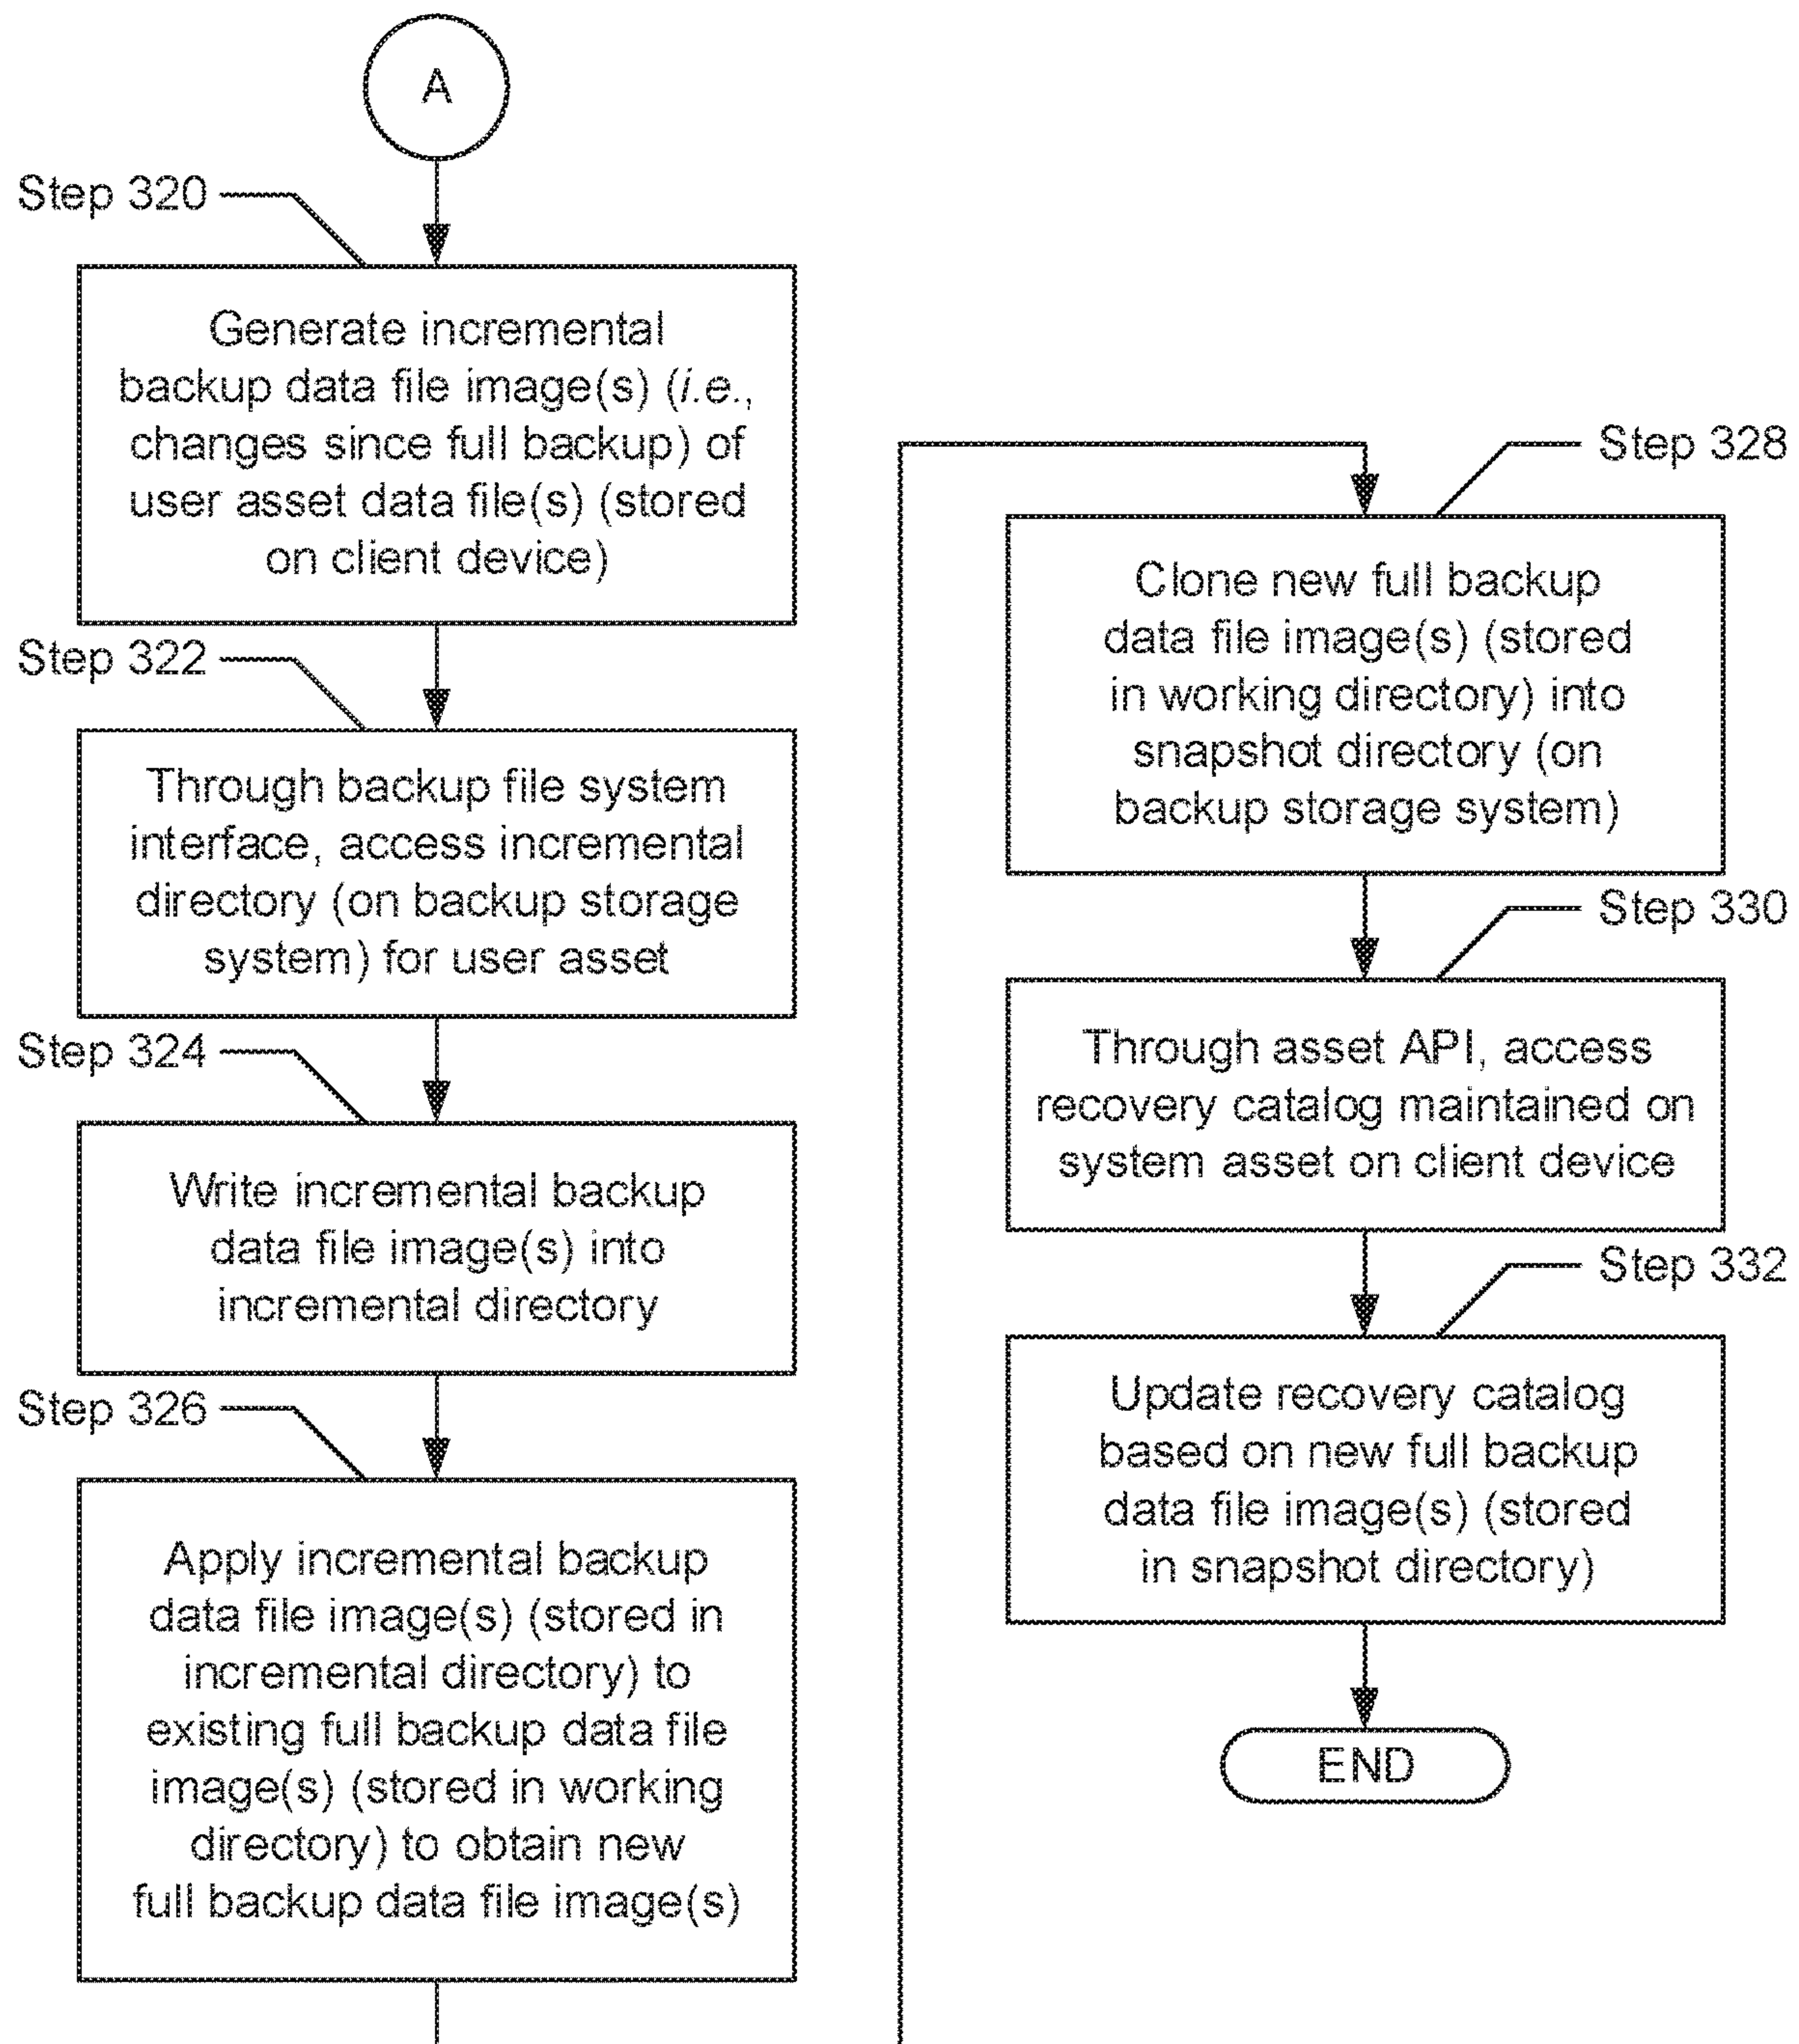 A
Step 320
Generate incremental
backup data file image(s) (i.e.,
changes since full backup) of
user asset data file(s) (stored
on client device)
Step 322
Through backup file system
interface, access incremental
directory (on backup storage
system) for user asset
Step 324
Write incremental backup
data file image(s) into
incremental directory
Step 326
Apply incremental backup
data file image(s) (stored in
incremental directory) to
existing full backup data file
image(s) (stored in working
directory) to obtain new
full backup data file image(s)
Step 328
Clone new full backup
data file image(s) (stored
in working directory) into
snapshot directory (on
backup storage system)
Step 330
Through asset API, access
recovery catalog maintained on
system asset on client device
Step 332
Update recovery catalog
based on new full backup
data file image(s) (stored
in snapshot directory)
END